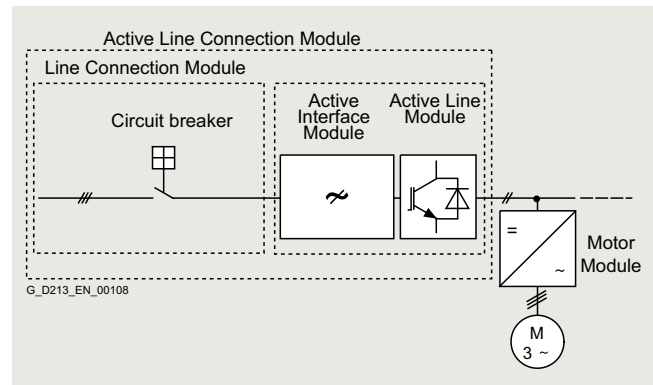 Active Line Connection Module
Line Connection Module
Circuit breaker
Active
Interface
Module
Active Line
Module
=
~
Motor
Module
G_D213_EN_00108
M
3 ~